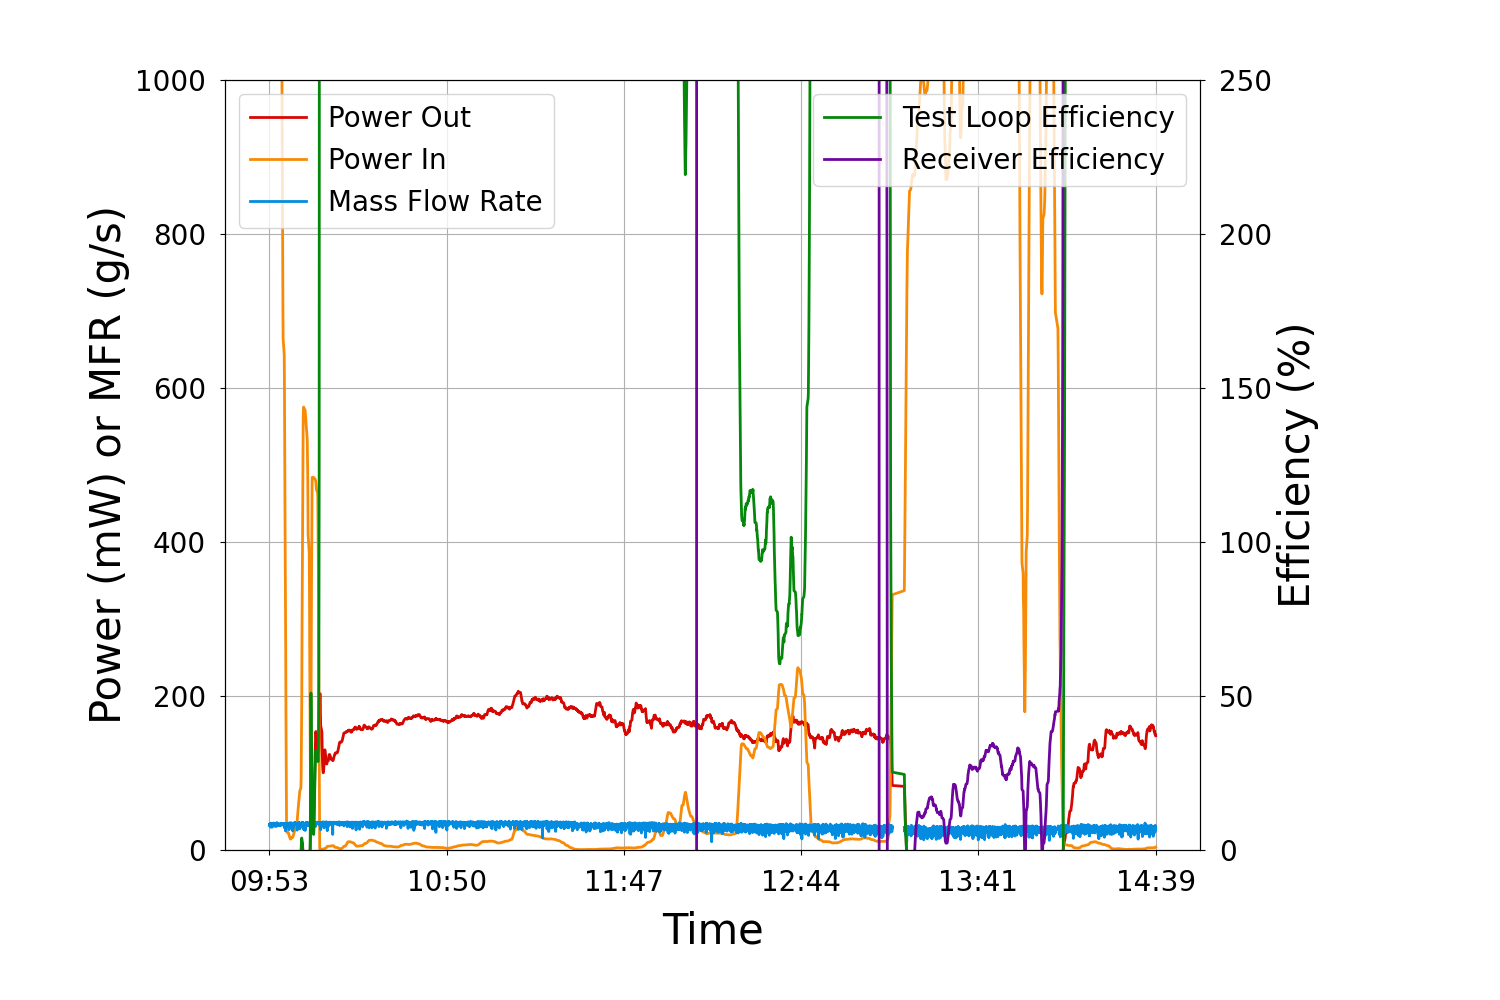 1000
800
600
400
200
0
Power (mW) or MFR (g/s)
Power Out
Power In
Mass Flow Rate
Test Loop Efficiency
Receiver Efficiency
250
200
150
100
50
0
Efficiency (%)
09:53 10:50 11:47 12:44 13:41 14:39
Time